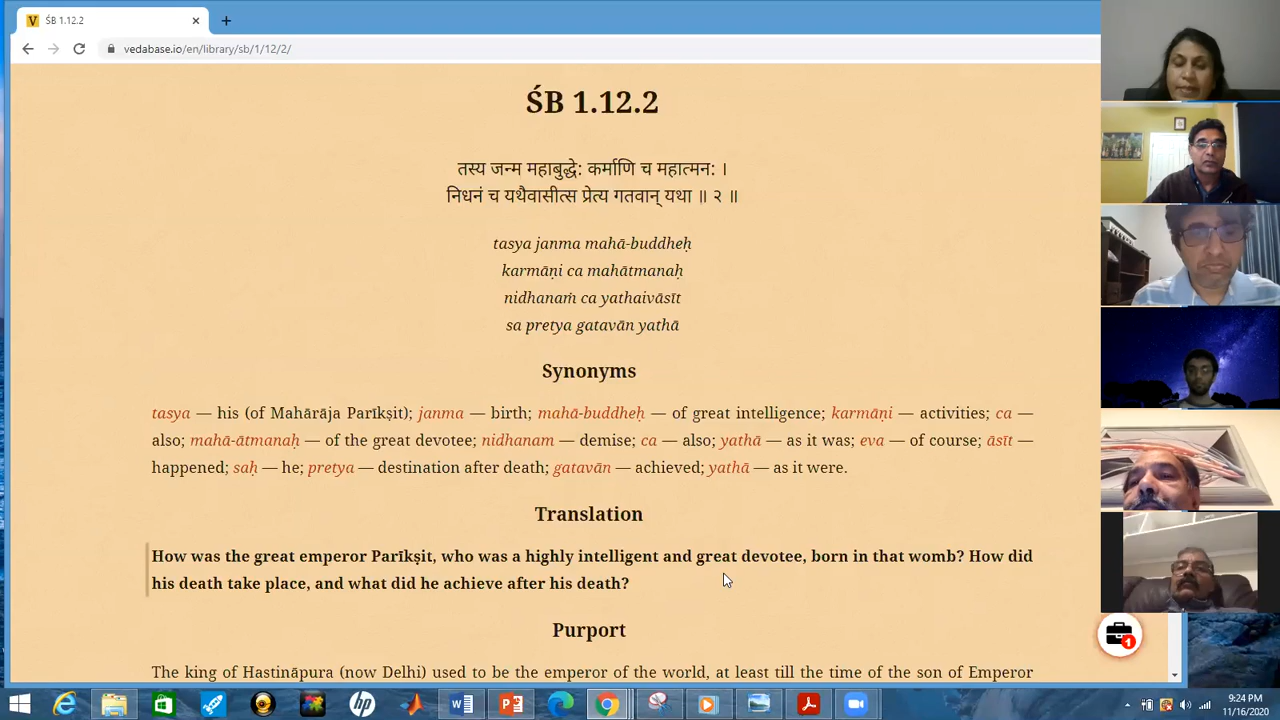 ŚB 1.12.2
vedabase.io/en/library/sb/1/12/2/
ŚB 1.12.2
तस्य जन्म महाबुद्धे: कर्माणि च महात्मन: ।
निधनं च यथैवासीत्स प्रेत्य गतवान् यथा ॥ २ ॥
tasya janma mahā-buddheḥ
karmāṇi ca mahātmanaḥ
nidhanaṁ ca yathaivāsīt
sa pretya gatavān yathā
Synonyms
tasya — his (of Mahārāja Parīkṣit); janma — birth; mahā-buddheḥ — of great intelligence; karmāṇi — activities; ca —
also; mahā-ātmanaḥ — of the great devotee; nidhanam — demise; ca — also; yathā — as it was; eva — of course; āsīt —
happened; saḥ — he; pretya — destination after death; gatavān — achieved; yathā — as it were.
Translation
How was the great emperor Parīkṣit, who was a highly intelligent and great devotee, born in that womb? How did
his death take place, and what did he achieve after his death?
Purport
The king of Hastināpura (now Delhi) used to be the emperor of the world, at least till the time of the son of Emperor
1
9:24 PM
11/16/2020